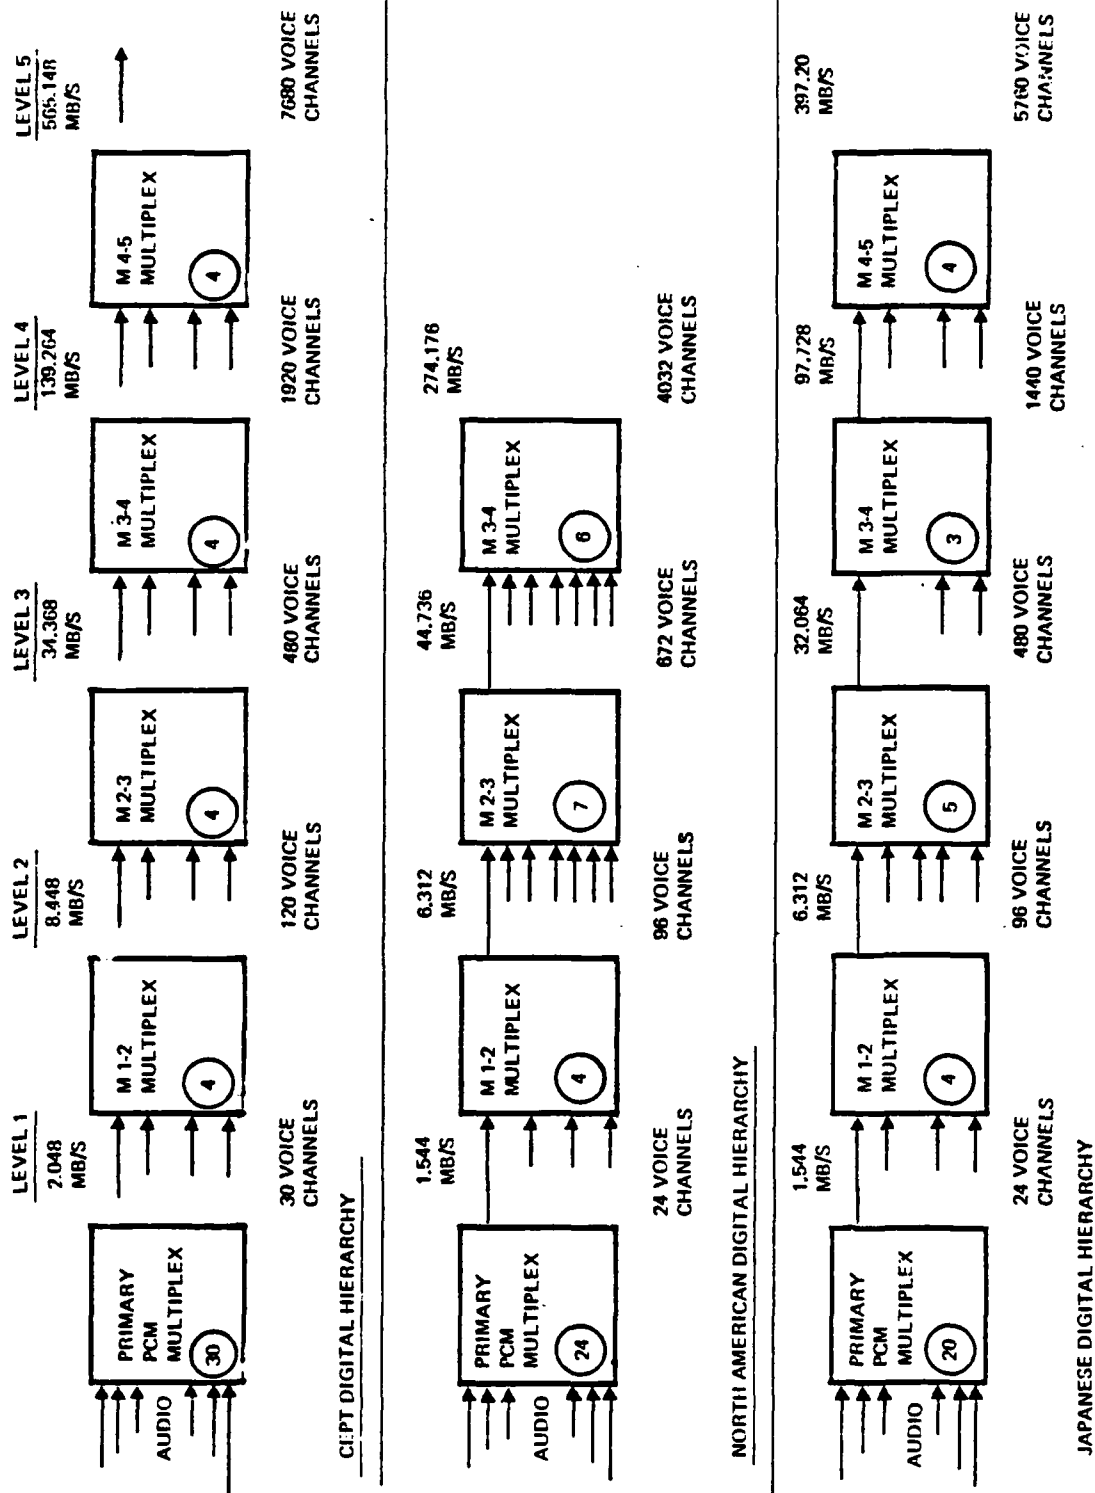 LEVEL 1
2.048
MB/S
LEVEL 2
8.448
MB/S
LEVEL 3
34.368
MB/S
LEVEL 4
139.264
MB/S
LEVEL 5
565.148
MB/S
AUDIO
PRIMARY
PCM
MULTIPLEX
30
M 1-2
MULTIPLEX
4
M 2-3
MULTIPLEX
4
M 3-4
MULTIPLEX
4
M 4-5
MULTIPLEX
4
30 VOICE
CHANNELS
120 VOICE
CHANNELS
480 VOICE
CHANNELS
1920 VOICE
CHANNELS
7680 VOICE
CHANNELS
CEPT DIGITAL HIERARCHY
1.544
MB/S
6.312
MB/S
44.736
MB/S
274.176
MB/S
AUDIO
PRIMARY
PCM
MULTIPLEX
24
M 1-2
MULTIPLEX
4
M 2-3
MULTIPLEX
7
M 3-4
MULTIPLEX
6
24 VOICE
CHANNELS
96 VOICE
CHANNELS
672 VOICE
CHANNELS
4032 VOICE
CHANNELS
NORTH AMERICAN DIGITAL HIERARCHY
1.544
MB/S
6.312
MB/S
32.064
MB/S
97.728
MB/S
397.20
MB/S
AUDIO
PRIMARY
PCM
MULTIPLEX
20
M 1-2
MULTIPLEX
4
M 2-3
MULTIPLEX
5
M 3-4
MULTIPLEX
3
M 4-5
MULTIPLEX
4
24 VOICE
CHANNELS
96 VOICE
CHANNELS
480 VOICE
CHANNELS
1440 VOICE
CHANNELS
5760 VOICE
CHANNELS
JAPANESE DIGITAL HIERARCHY